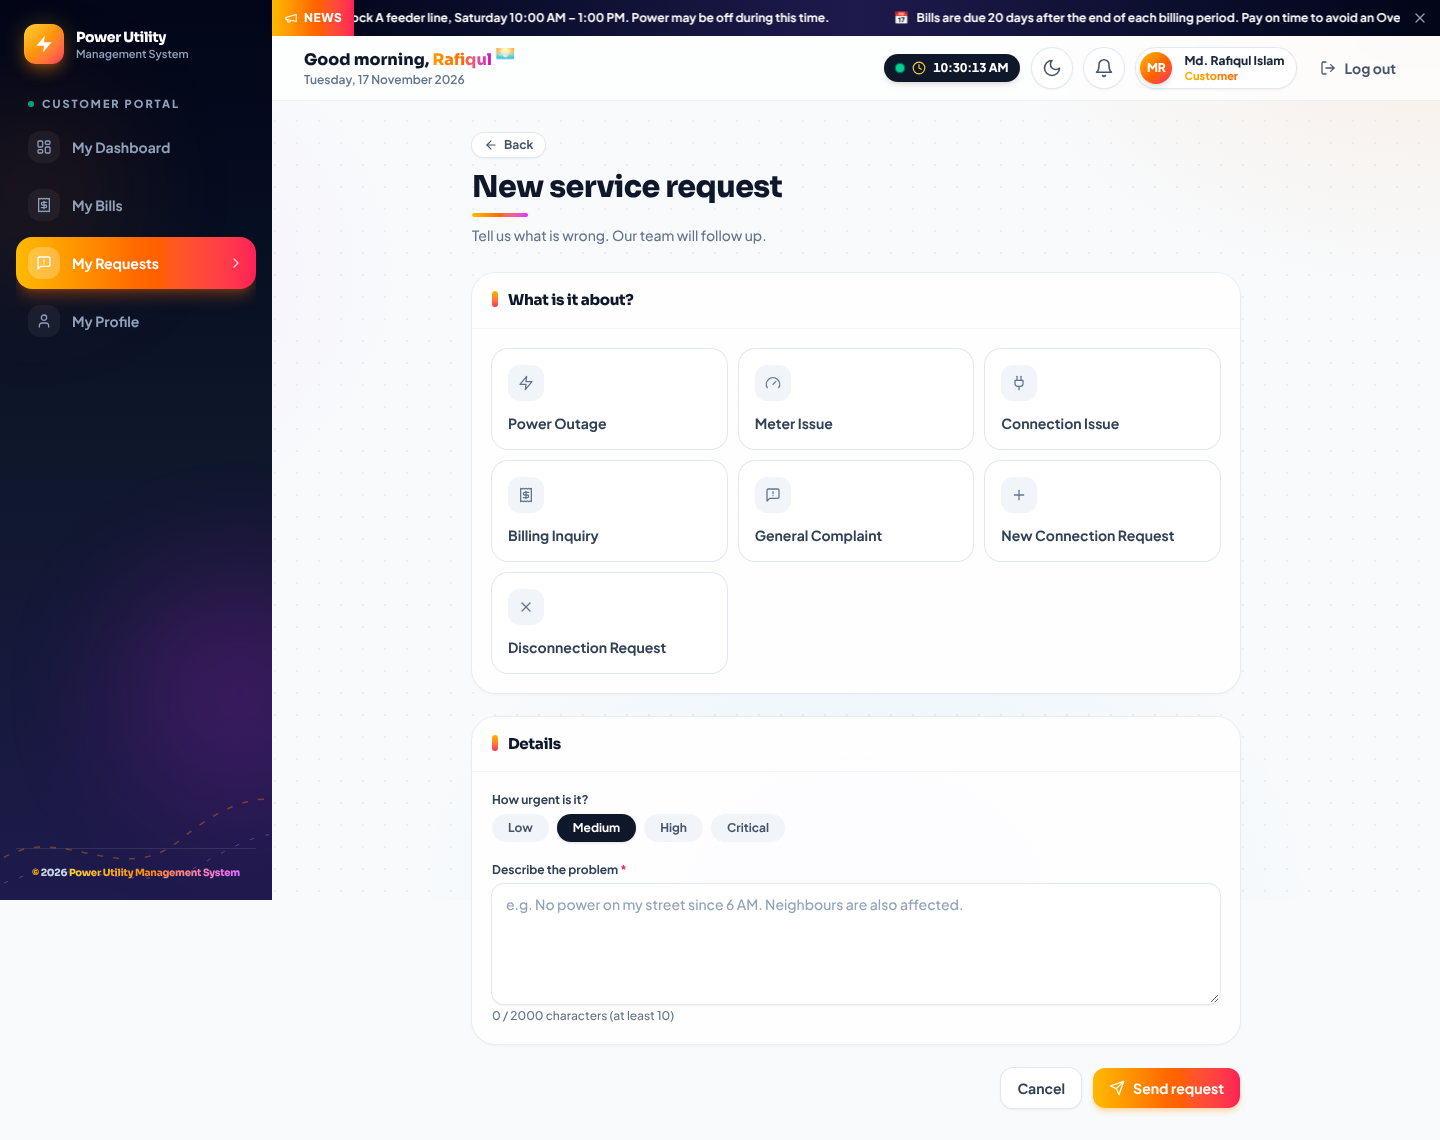 Power Utility
Management System
CUSTOMER PORTAL
My Dashboard
My Bills
My Requests
My Profile
© 2026 Power Utility Management System
NEWS
A feeder line, Saturday 10:00 AM – 1:00 PM. Power may be off during this time.
Bills are due 20 days after the end of each billing period. Pay on time to avoid an
Good morning, Rafiqul
Tuesday, 17 November 2026
10:30:13 AM
MR
Md. Rafiqul Islam
Customer
Log out
Back
New service request
Tell us what is wrong. Our team will follow up.
What is it about?
Power Outage
Meter Issue
Connection Issue
Billing Inquiry
General Complaint
New Connection Request
Disconnection Request
Details
How urgent is it?
Low
Medium
High
Critical
Describe the problem *
e.g. No power on my street since 6 AM. Neighbours are also affected.
0 / 2000 characters (at least 10)
Cancel
Send request